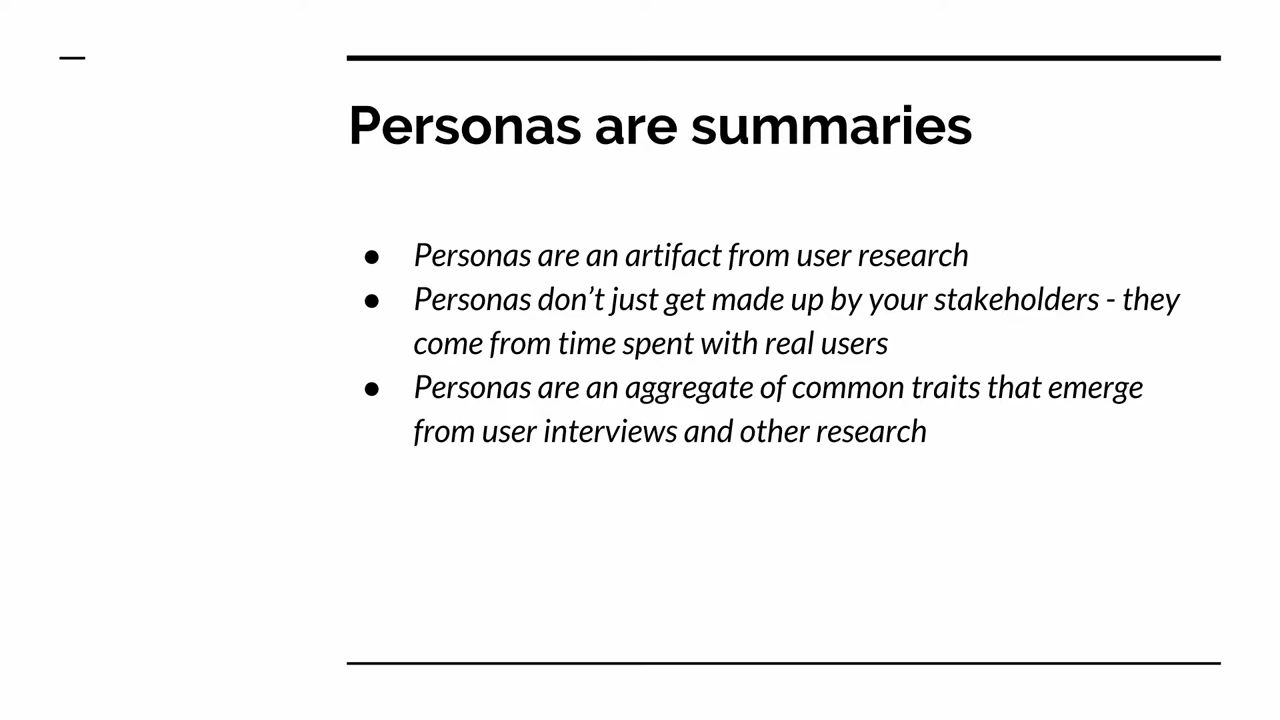 Personas are summaries
● Personas are an artifact from user research
● Personas don’t just get made up by your stakeholders - they
come from time spent with real users
● Personas are an aggregate of common traits that emerge
from user interviews and other research